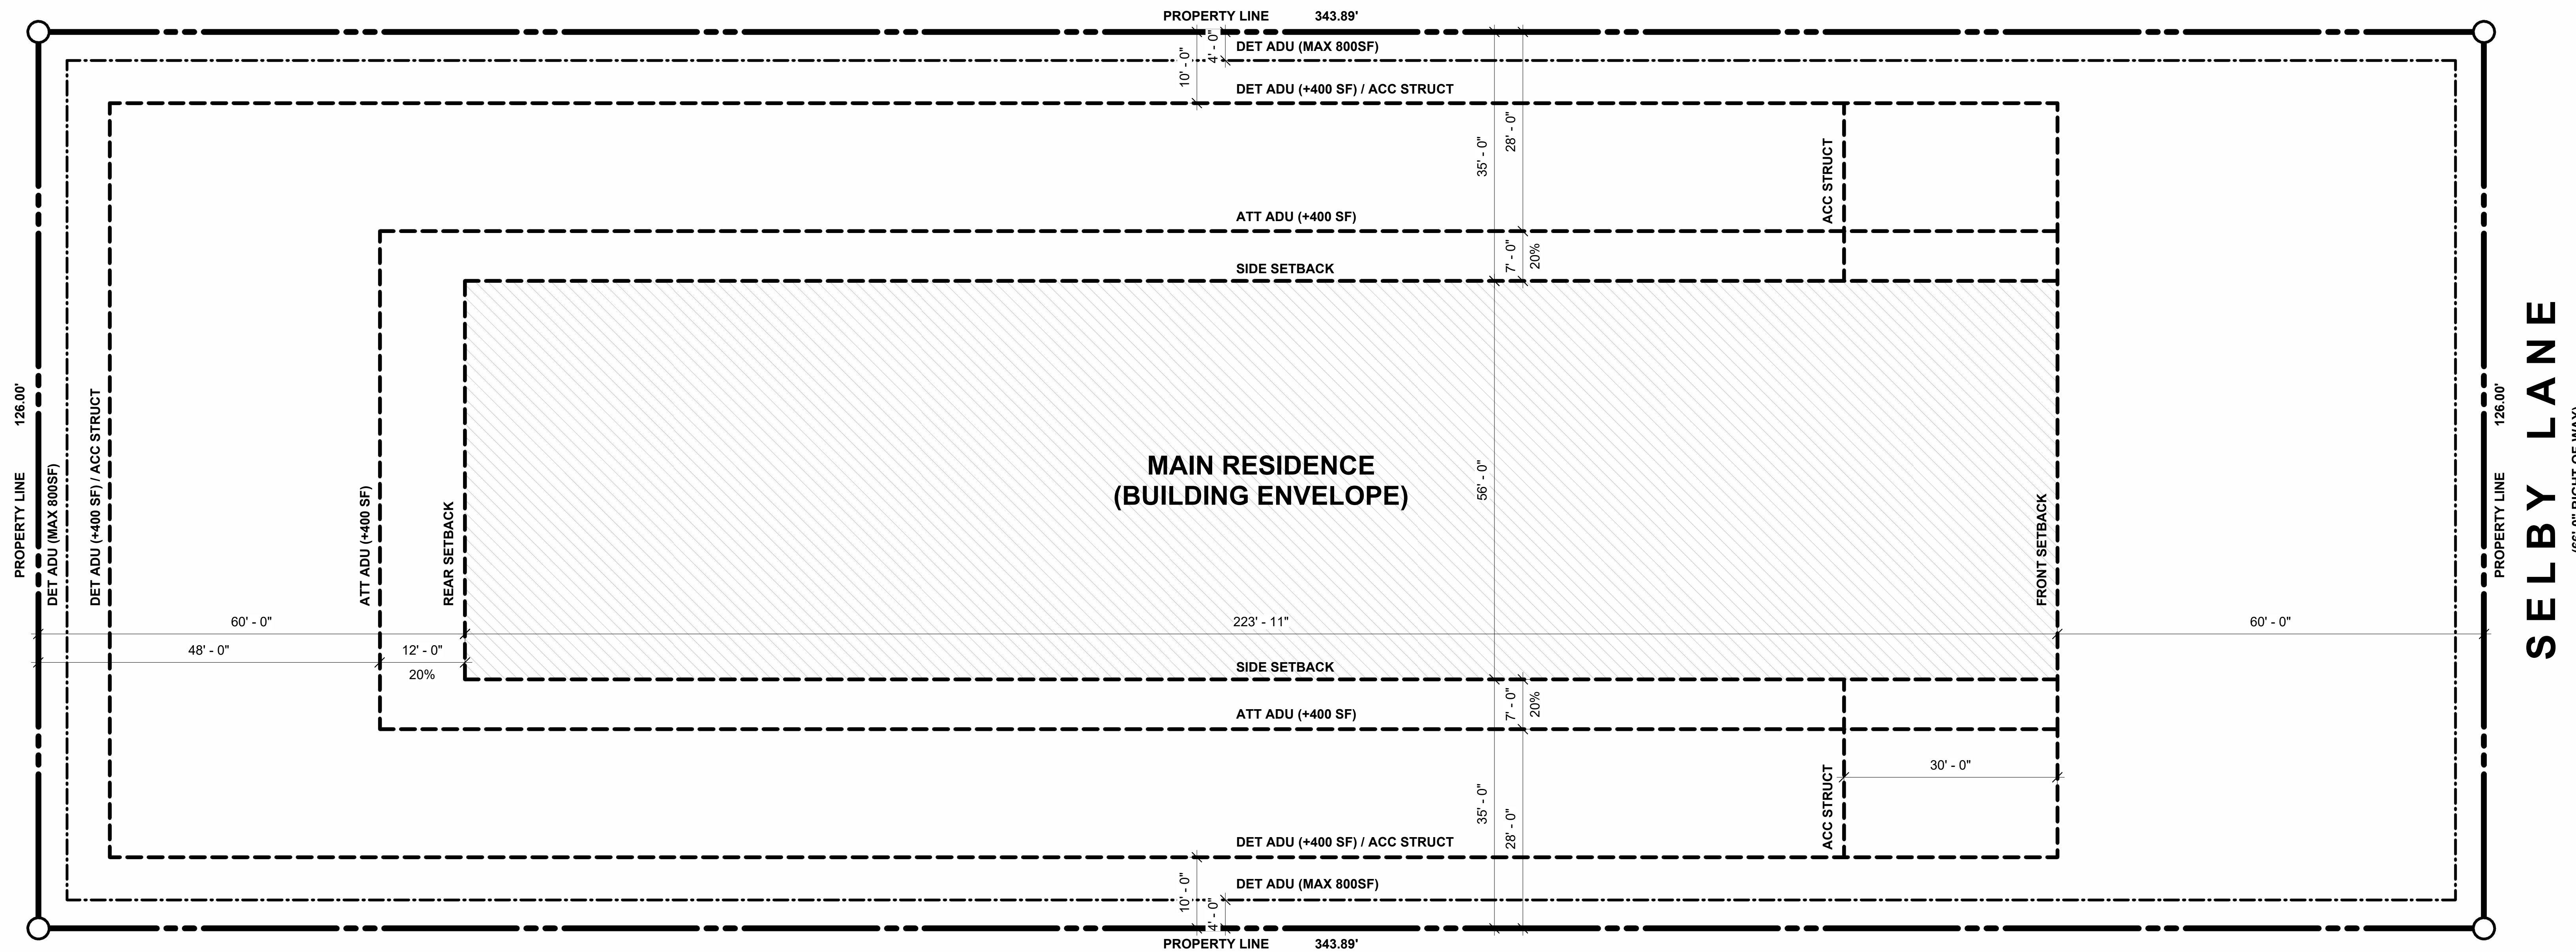 PROPERTY LINE 343.89'
4' - 0"
DET ADU (MAX 800SF)
10' - 0"
DET ADU (+400 SF) / ACC STRUCT
28' - 0"
35' - 0"
ACC STRUCT
ATT ADU (+400 SF)
7' - 0"
20%
SIDE SETBACK
PROPERTY LINE 126.00'
DET ADU (MAX 800SF)
DET ADU (+400 SF) / ACC STRUCT
ATT ADU (+400 SF)
REAR SETBACK
MAIN RESIDENCE
(BUILDING ENVELOPE)
56' - 0"
FRONT SETBACK
PROPERTY LINE 126.00'
SELBY LANE
60' - 0"
223' - 11"
60' - 0"
48' - 0"
12' - 0"
20%
SIDE SETBACK
7' - 0"
20%
ATT ADU (+400 SF)
30' - 0"
ACC STRUCT
35' - 0"
28' - 0"
DET ADU (+400 SF) / ACC STRUCT
10' - 0"
DET ADU (MAX 800SF)
4' - 0"
PROPERTY LINE 343.89'